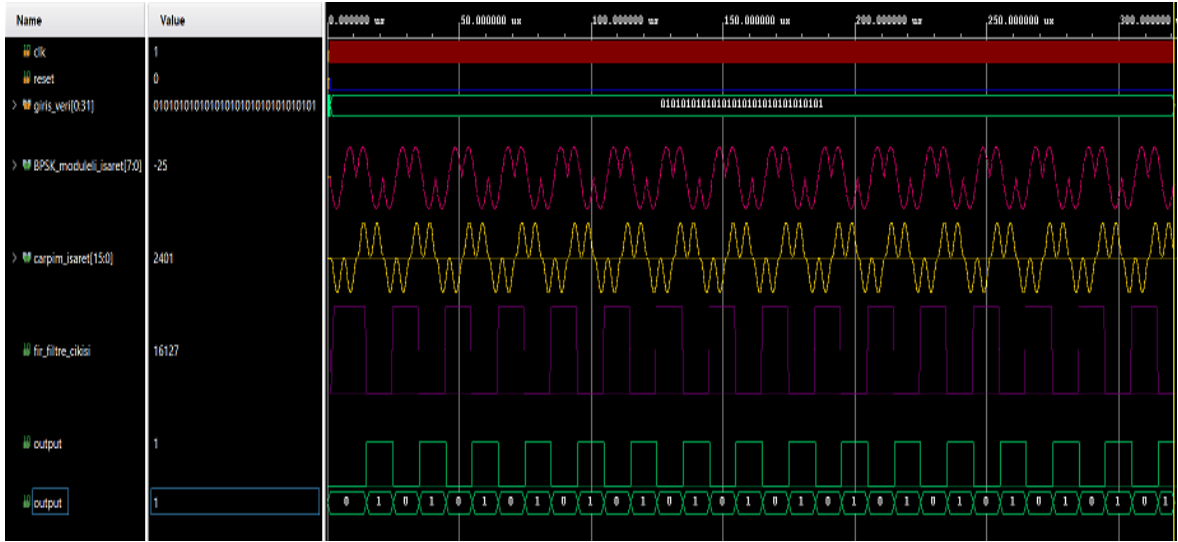 Name Value 0.000000 us 50.000000 us 100.000000 us 150.000000 us 200.000000 us 250.000000 us 300.000000
clk 1
reset 0
giris_veri[0:31] 01010101010101010101010101010101 01010101010101010101010101010101
BPSK_moduleli_isaret[7:0] -25
carpim_isaret[15:0] 2401
fir_filtre_cikisi 16127
output 1
output 1 0 1 0 1 0 1 0 1 0 1 0 1 0 1 0 1 0 1 0 1 0 1 0 1 0 1 0 1 0 1 0 1